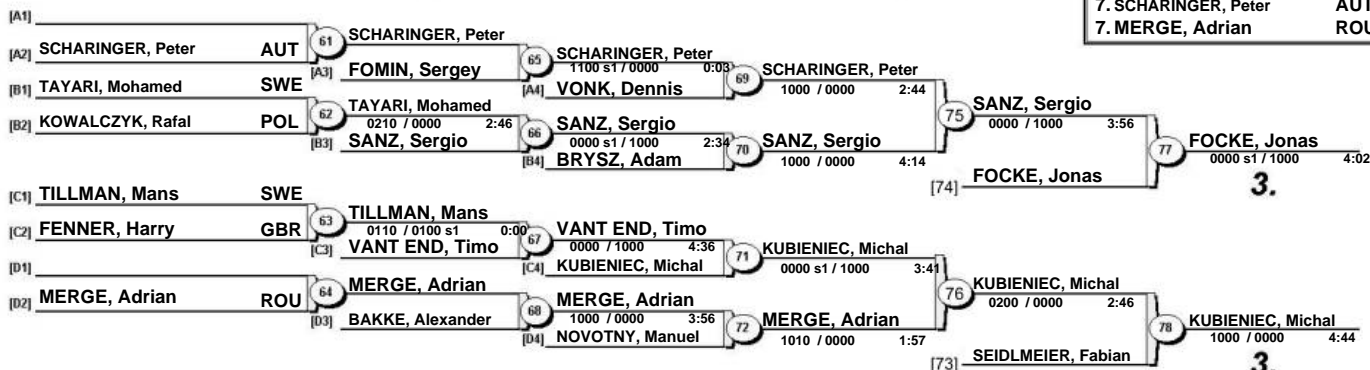 7. SCHARINGER, Peter AUT
7. MERGE, Adrian ROU
[A1]
[A2] SCHARINGER, Peter AUT
61
SCHARINGER, Peter
[A3] FOMIN, Sergey
65
SCHARINGER, Peter
1100 s1 / 0000 0:03
[A4] VONK, Dennis
69
SCHARINGER, Peter
1000 / 0000 2:44
[B1] TAYARI, Mohamed SWE
[B2] KOWALCZYK, Rafal POL
62
TAYARI, Mohamed
0210 / 0000 2:46
[B3] SANZ, Sergio
66
SANZ, Sergio
0000 s1 / 1000 2:34
[B4] BRYSZ, Adam
70
SANZ, Sergio
1000 / 0000 4:14
75
SANZ, Sergio
0000 / 1000 3:56
[74] FOCKE, Jonas
77
FOCKE, Jonas
0000 s1 / 1000 4:02
3.
[C1] TILLMAN, Mans SWE
[C2] FENNER, Harry GBR
63
TILLMAN, Mans
0110 / 0100 s1 0:00
[C3] VANT END, Timo
67
VANT END, Timo
0000 / 1000 4:36
[C4] KUBIENIEC, Michal
71
KUBIENIEC, Michal
0000 s1 / 1000 3:41
[D1]
[D2] MERGE, Adrian ROU
64
MERGE, Adrian
[D3] BAKKE, Alexander
68
MERGE, Adrian
1000 / 0000 3:56
[D4] NOVOTNY, Manuel
72
MERGE, Adrian
1010 / 0000 1:57
76
KUBIENIEC, Michal
0200 / 0000 2:46
[73] SEIDLMEIER, Fabian
78
KUBIENIEC, Michal
1000 / 0000 4:44
3.